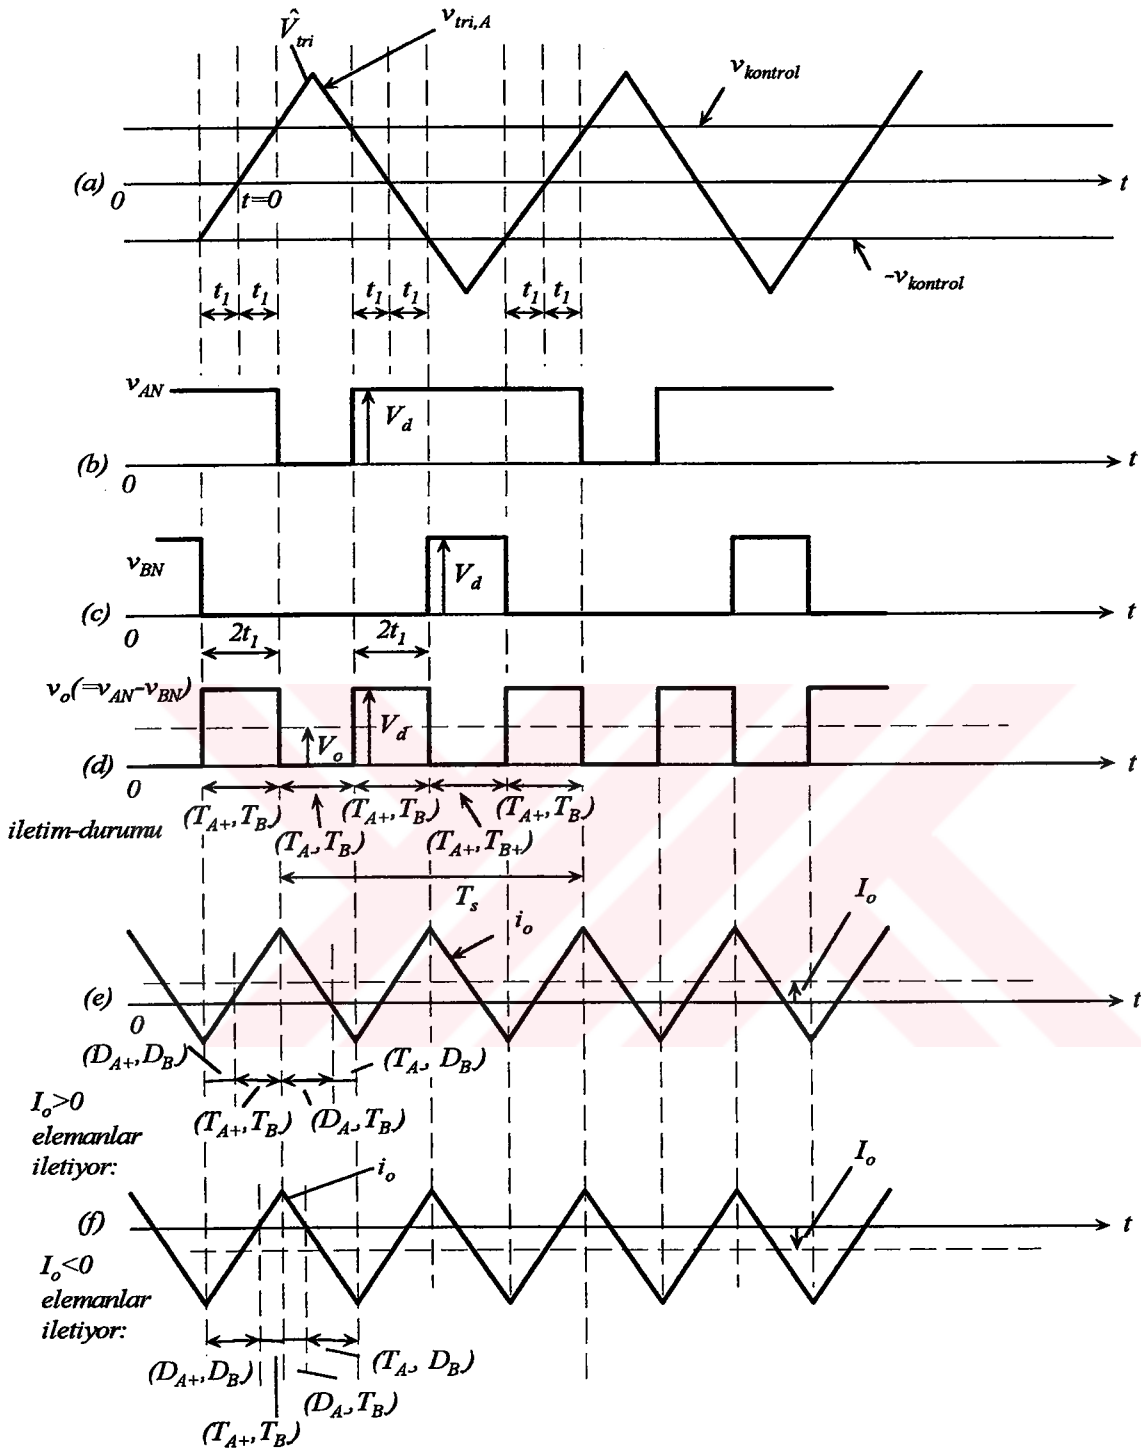 V̂tri vtri,A
vkontrol
(a) 0 t=0 t
-vkontrol
t1 t1 t1 t1 t1 t1
vAN
Vd
(b) 0 t
vBN
Vd
(c) 0 t
2t1 2t1
vo(=vAN-vBN)
Vo Vd
(d) 0 t
(TA+,TB-) (TA+,TB-) (TA+,TB-)
iletim-durumu (TA-,TB-) (TA+,TB+)
Ts
io Io
(e) 0 t
(DA+,DB-) (TA-, DB-)
(TA+,TB-) (DA-,TB-)
Io>0
elemanlar
iletiyor:
io Io
(f) t
Io<0
elemanlar
iletiyor:
(DA+,DB-) (TA-, DB-)
(DA-,TB-)
(TA+,TB-)